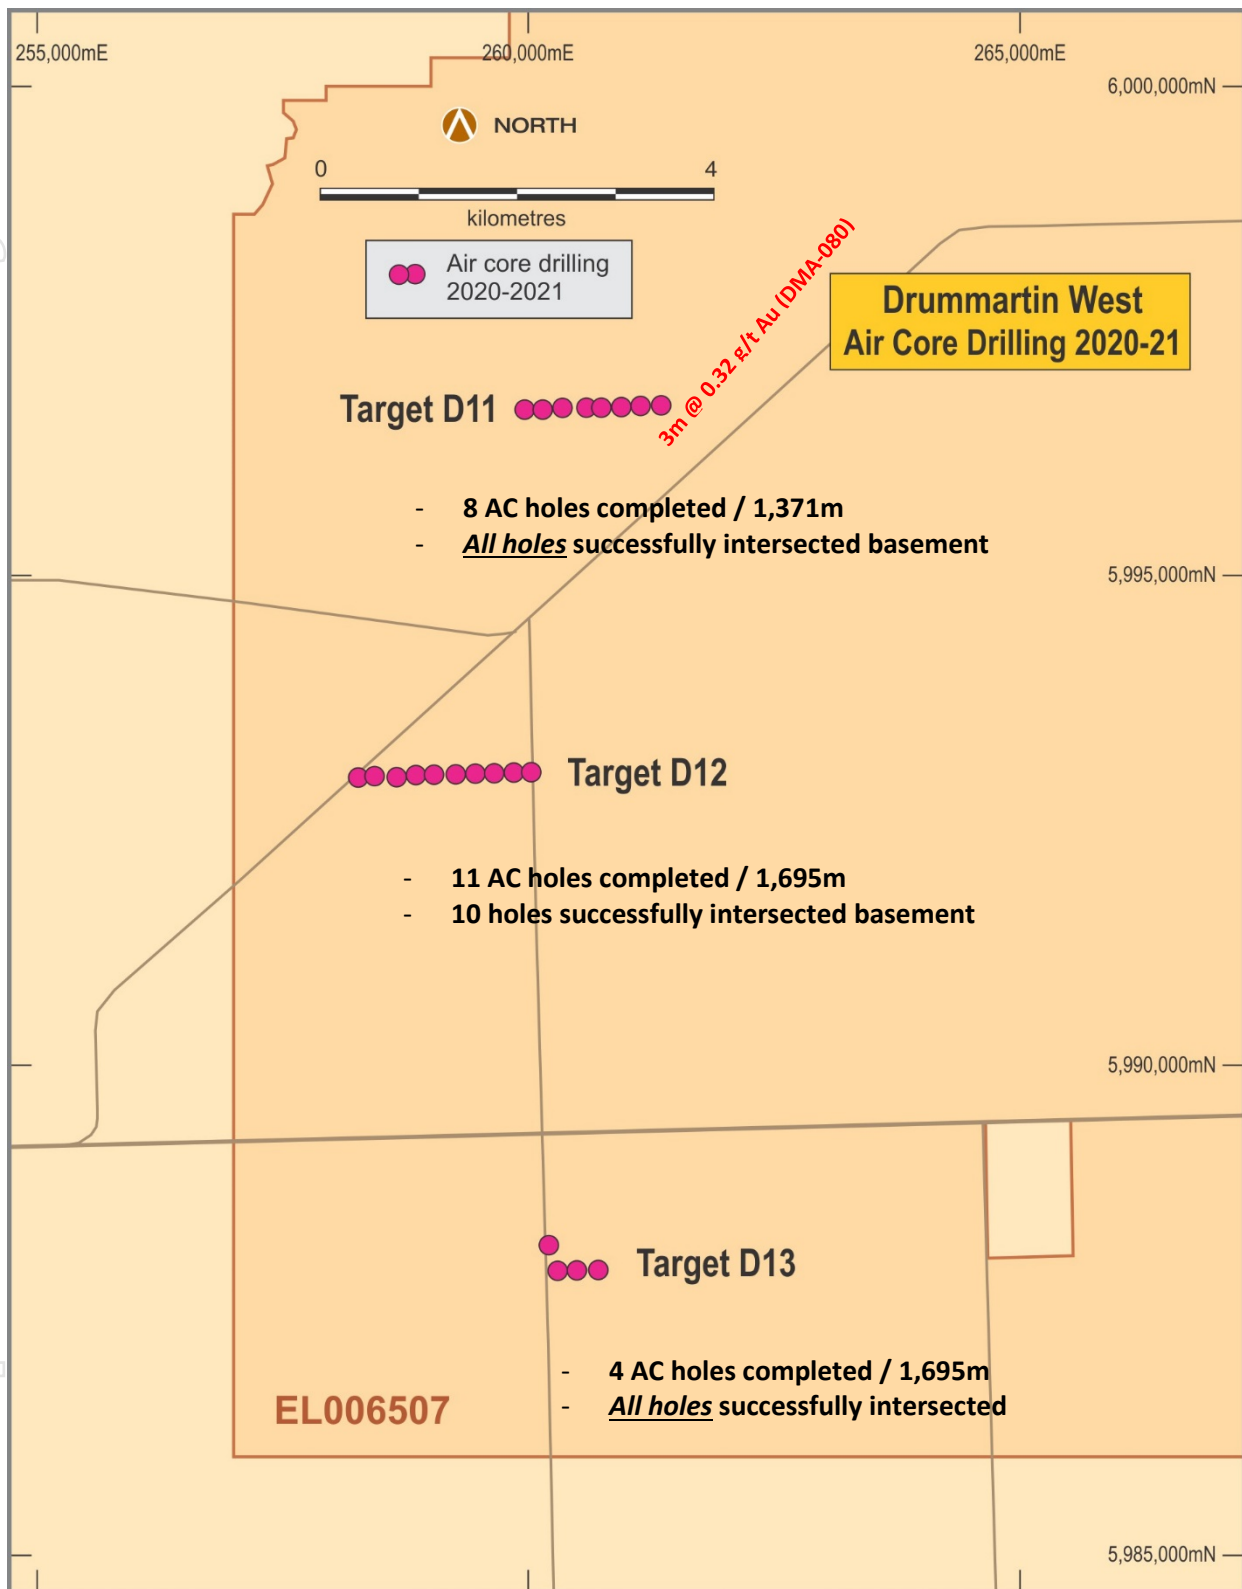 255,000mE
260,000mE
265,000mE
6,000,000mN
NORTH
0
4
kilometres
Air core drilling
2020-2021
3m @ 0.32 g/t Au (DMA-080)
Drummartin West
Air Core Drilling 2020-21
Target D11
- 8 AC holes completed / 1,371m
- All holes successfully intersected basement
5,995,000mN
Target D12
- 11 AC holes completed / 1,695m
- 10 holes successfully intersected basement
5,990,000mN
Target D13
- 4 AC holes completed / 1,695m
- All holes successfully intersected
EL006507
5,985,000mN